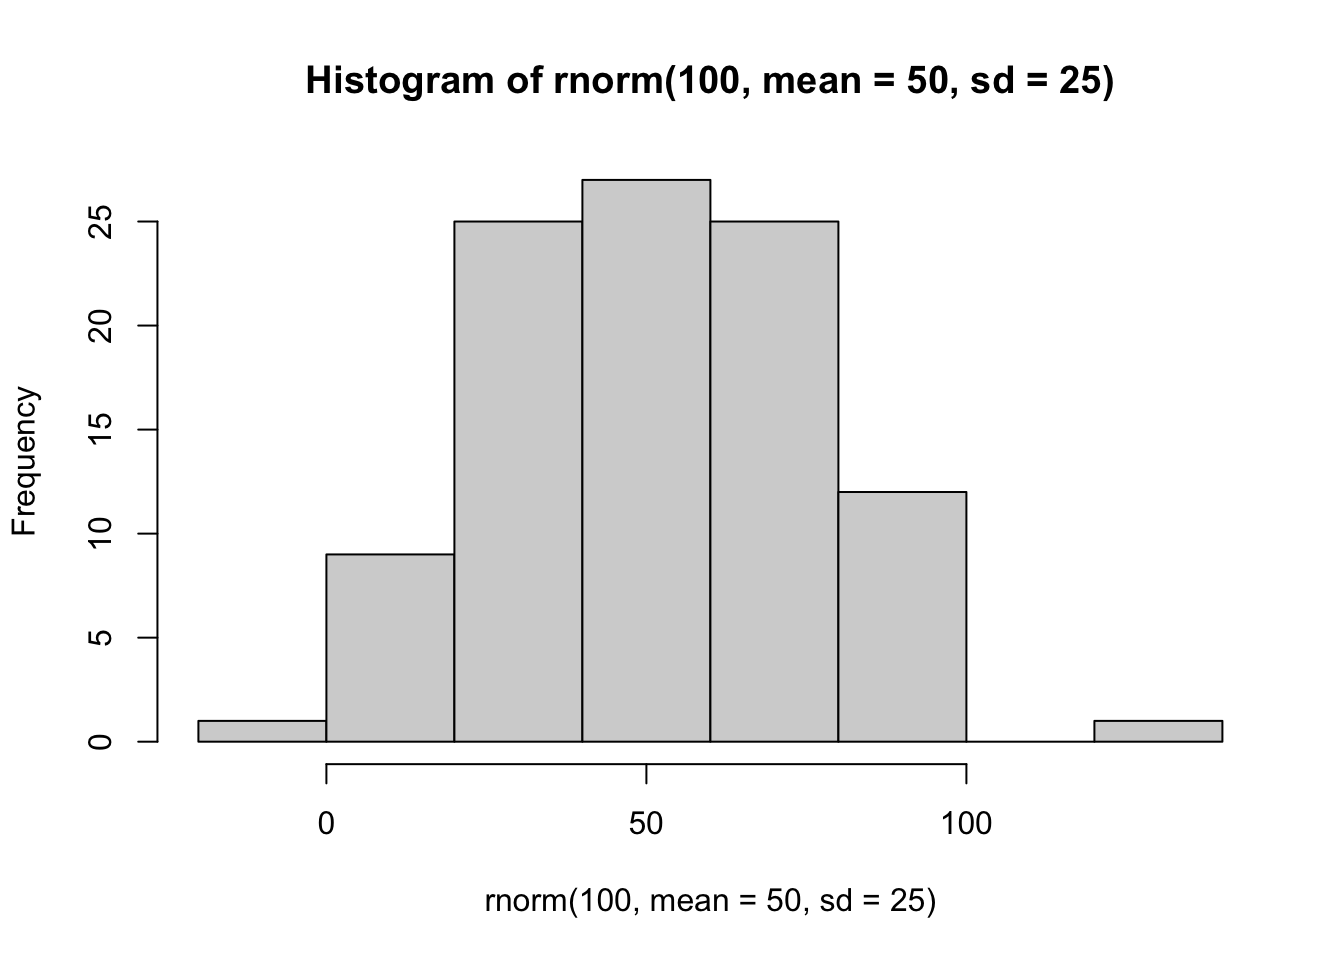 Histogram of rnorm(100, mean = 50, sd = 25)
25
20
15
10
5
0
Frequency
0 50 100
rnorm(100, mean = 50, sd = 25)